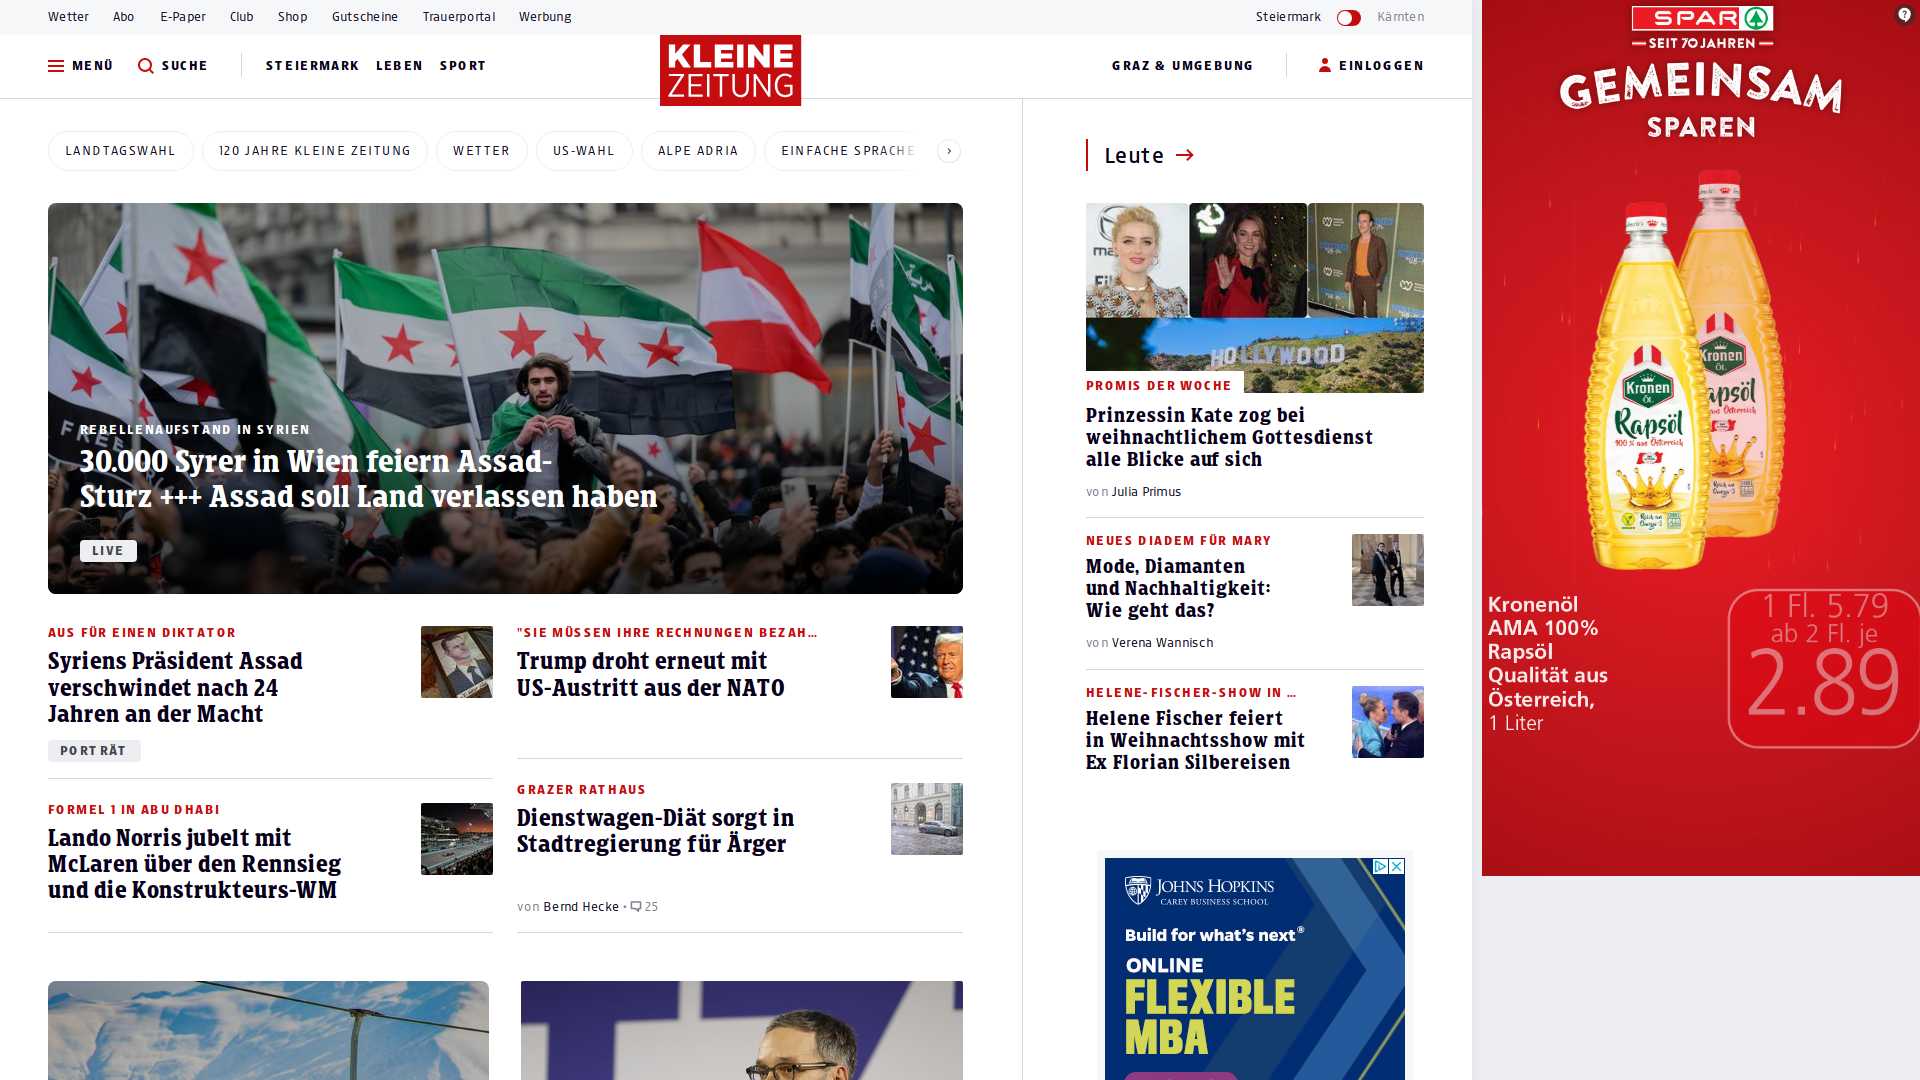 Wetter Abo E-Paper Club Shop Gutscheine Trauerportal Werbung Steiermark Kärnten
MENÜ SUCHE STEIERMARK LEBEN SPORT
KLEINE
ZEITUNG
GRAZ & UMGEBUNG EINLOGGEN
LANDTAGSWAHL 120 JAHRE KLEINE ZEITUNG WETTER US-WAHL ALPE ADRIA EINFACHE SPRACHE
REBELLENAUFSTAND IN SYRIEN
30.000 Syrer in Wien feiern Assad-
Sturz +++ Assad soll Land verlassen haben
LIVE
AUS FÜR EINEN DIKTATOR
Syriens Präsident Assad
verschwindet nach 24
Jahren an der Macht
PORTRÄT
FORMEL 1 IN ABU DHABI
Lando Norris jubelt mit
McLaren über den Rennsieg
und die Konstrukteurs-WM
"SIE MÜSSEN IHRE RECHNUNGEN BEZAH...
Trump droht erneut mit
US-Austritt aus der NATO
GRAZER RATHAUS
Dienstwagen-Diät sorgt in
Stadtregierung für Ärger
von Bernd Hecke • 25
Leute
HOLLYWOOD
PROMIS DER WOCHE
Prinzessin Kate zog bei
weihnachtlichem Gottesdienst
alle Blicke auf sich
von Julia Primus
NEUES DIADEM FÜR MARY
Mode, Diamanten
und Nachhaltigkeit:
Wie geht das?
von Verena Wannisch
HELENE-FISCHER-SHOW IN ...
Helene Fischer feiert
in Weihnachtsshow mit
Ex Florian Silbereisen
JOHNS HOPKINS
CAREY BUSINESS SCHOOL
Build for what's next®
ONLINE
FLEXIBLE
MBA
SPAR
SEIT 70 JAHREN
GEMEINSAM
SPAREN
Kronen
ÖL
Rapsöl
100% aus Österreich
Kronen
ÖL
apsöl
Kronenöl
AMA 100%
Rapsöl
Qualität aus
Österreich,
1 Liter
1 Fl. 5.79
ab 2 Fl. je
2.89